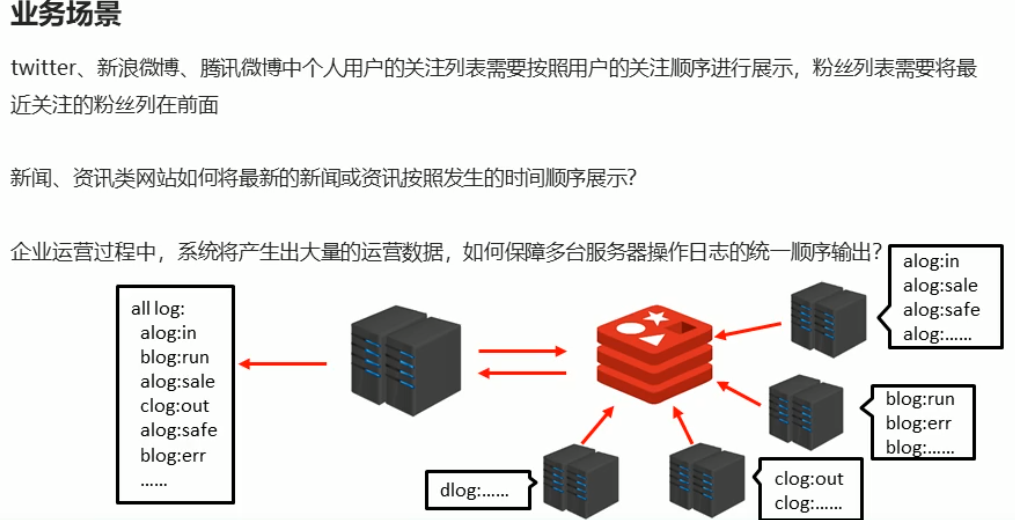 业务场景
twitter、新浪微博、腾讯微博中个人用户的关注列表需要按照用户的关注顺序进行展示，粉丝列表需要将最
近关注的粉丝列在前面
新闻、资讯类网站如何将最新的新闻或资讯按照发生的时间顺序展示?
企业运营过程中，系统将产生出大量的运营数据，如何保障多台服务器操作日志的统一顺序输出?
all log:
alog:in
blog:run
alog:sale
clog:out
alog:safe
blog:err
......
alog:in
alog:sale
alog:safe
alog:......
blog:run
blog:err
blog:......
clog:out
clog:......
dlog:......